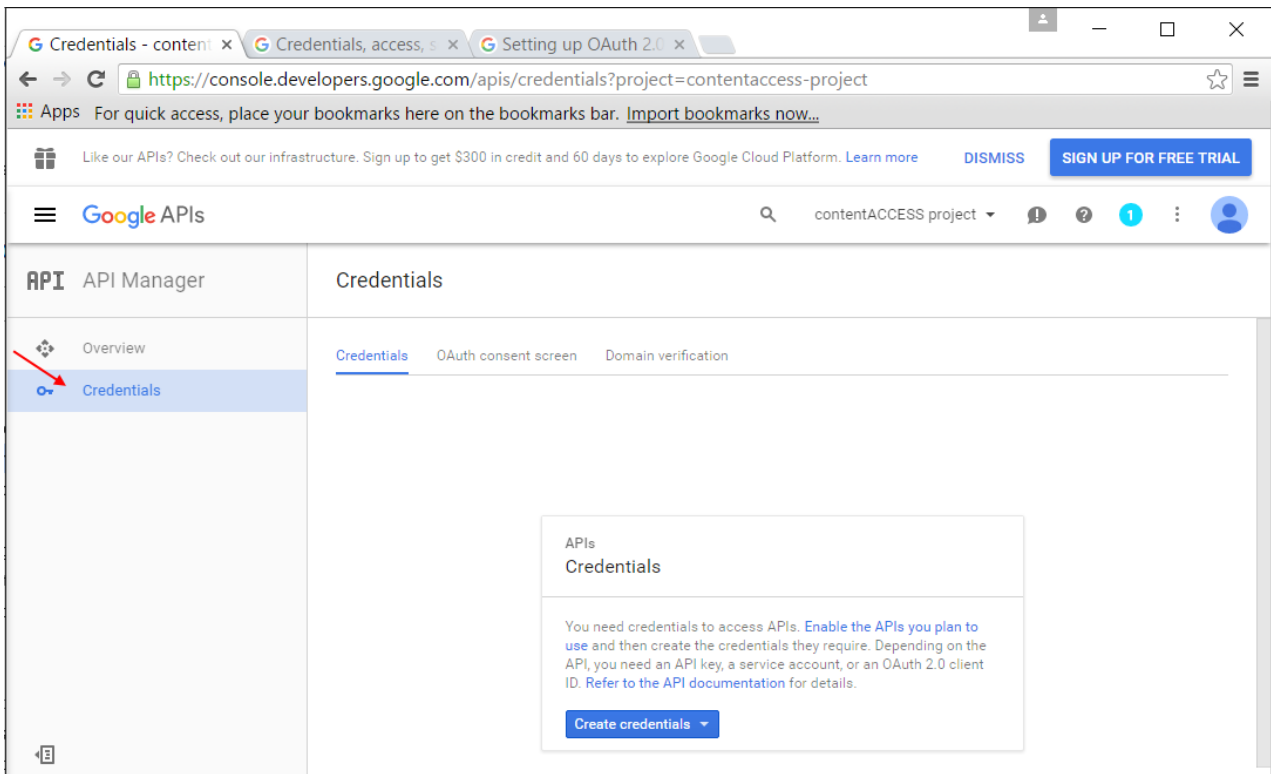 Credentials - content
Credentials, access, s
Setting up OAuth 2.0
https://console.developers.google.com/apis/credentials?project=contentaccess-project
Apps For quick access, place your bookmarks here on the bookmarks bar. Import bookmarks now...
Like our APIs? Check out our infrastructure. Sign up to get $300 in credit and 60 days to explore Google Cloud Platform. Learn more DISMISS SIGN UP FOR FREE TRIAL
Google APIs contentACCESS project 1
API API Manager
Credentials
Overview
Credentials
Credentials OAuth consent screen Domain verification
APIs
Credentials
You need credentials to access APIs. Enable the APIs you plan to
use and then create the credentials they require. Depending on the
API, you need an API key, a service account, or an OAuth 2.0 client
ID. Refer to the API documentation for details.
Create credentials